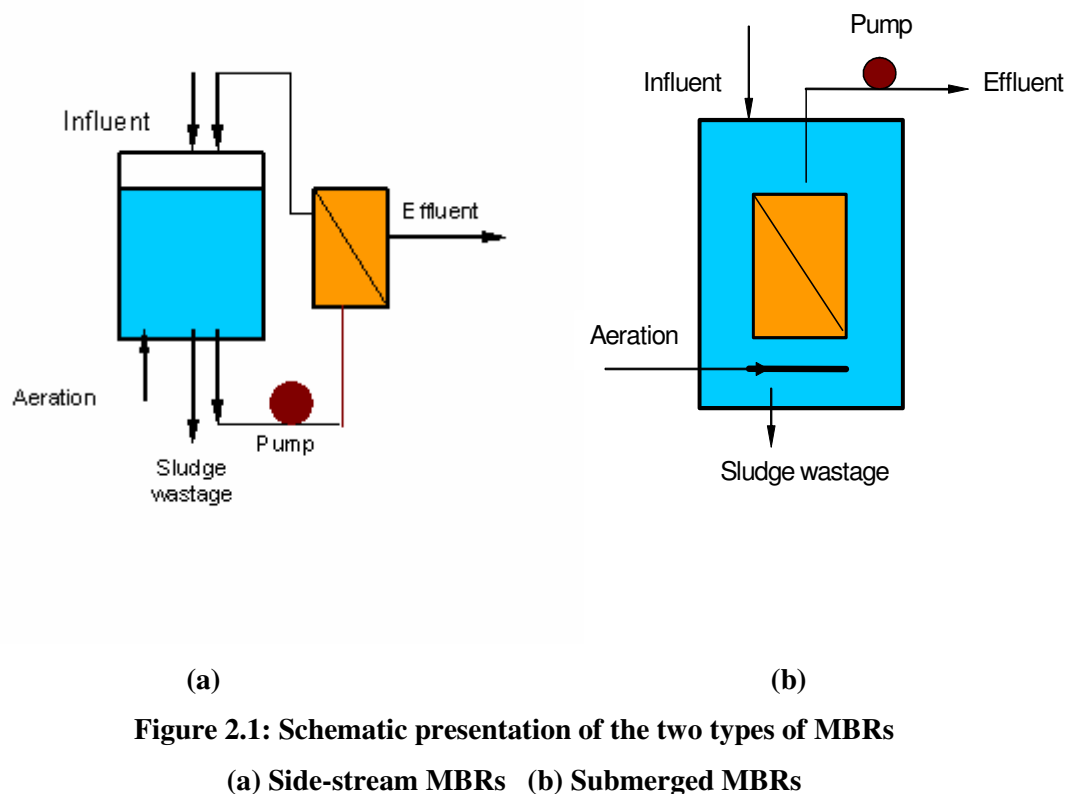 Influent
Effluent
Aeration
Pump
Sludge
wastage
Pump
Influent
Effluent
Aeration
Sludge wastage
(a)
(b)
Figure 2.1: Schematic presentation of the two types of MBRs
(a) Side-stream MBRs (b) Submerged MBRs